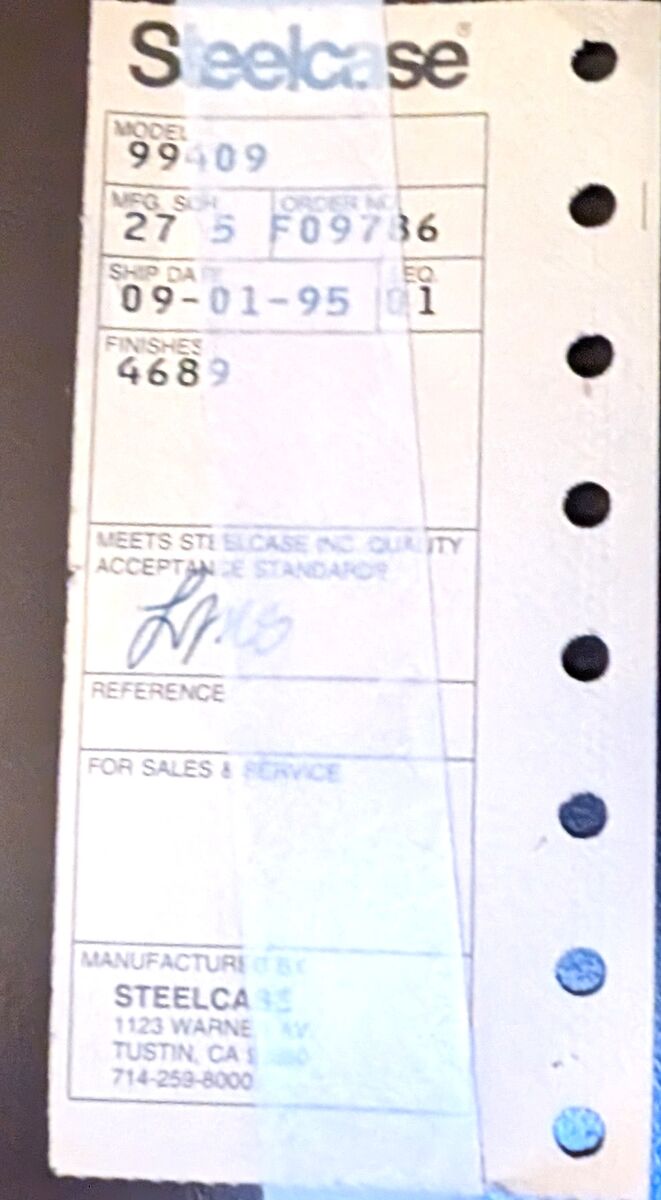 Steelcase®
MODEL
99409
MFG. SCH. ORDER NO.
27 5 F09786
SHIP DATE SEQ.
09-01-95 01
FINISHES
4689
MEETS STEELCASE INC. QUALITY
ACCEPTANCE STANDARDS
REFERENCE
FOR SALES & SERVICE
MANUFACTURED BY
STEELCASE
1123 WARNER AV.
TUSTIN, CA
714-259-8000